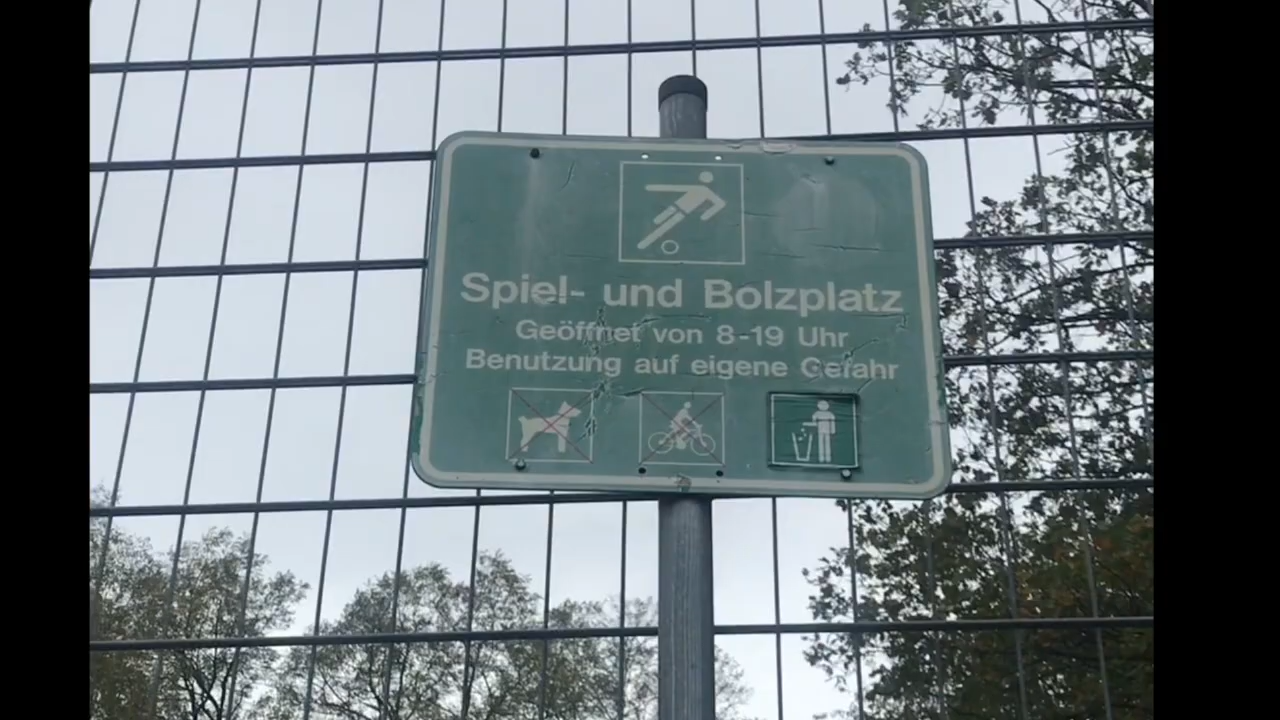 Spiel- und Bolzplatz
Geöffnet von 8-19 Uhr
Benutzung auf eigene Gefahr